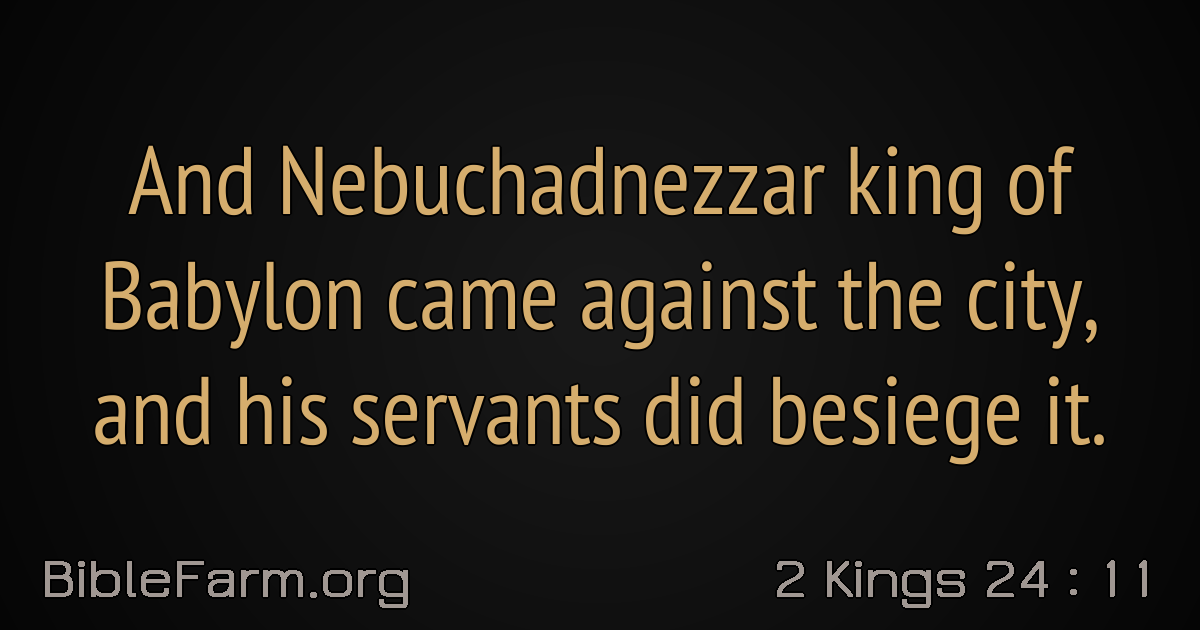 And Nebuchadnezzar king of
Babylon came against the city,
and his servants did besiege it.
BibleFarm.org
2 Kings 24 : 11